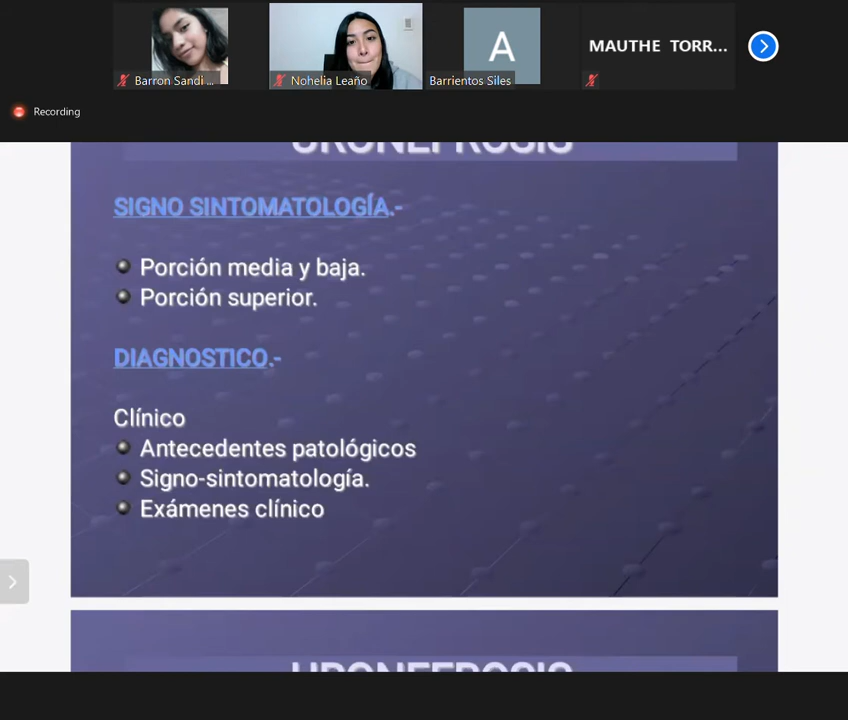 Barron Sandi ...
Nohelia Leaño
A
Barrientos Siles
MAUTHE TORR...
Recording
URONEFROSIS
SIGNO SINTOMATOLOGÍA.-
Porción media y baja.
Porción superior.
DIAGNOSTICO.-
Clínico
Antecedentes patológicos
Signo-sintomatología.
Exámenes clínico
URONEFROSIS